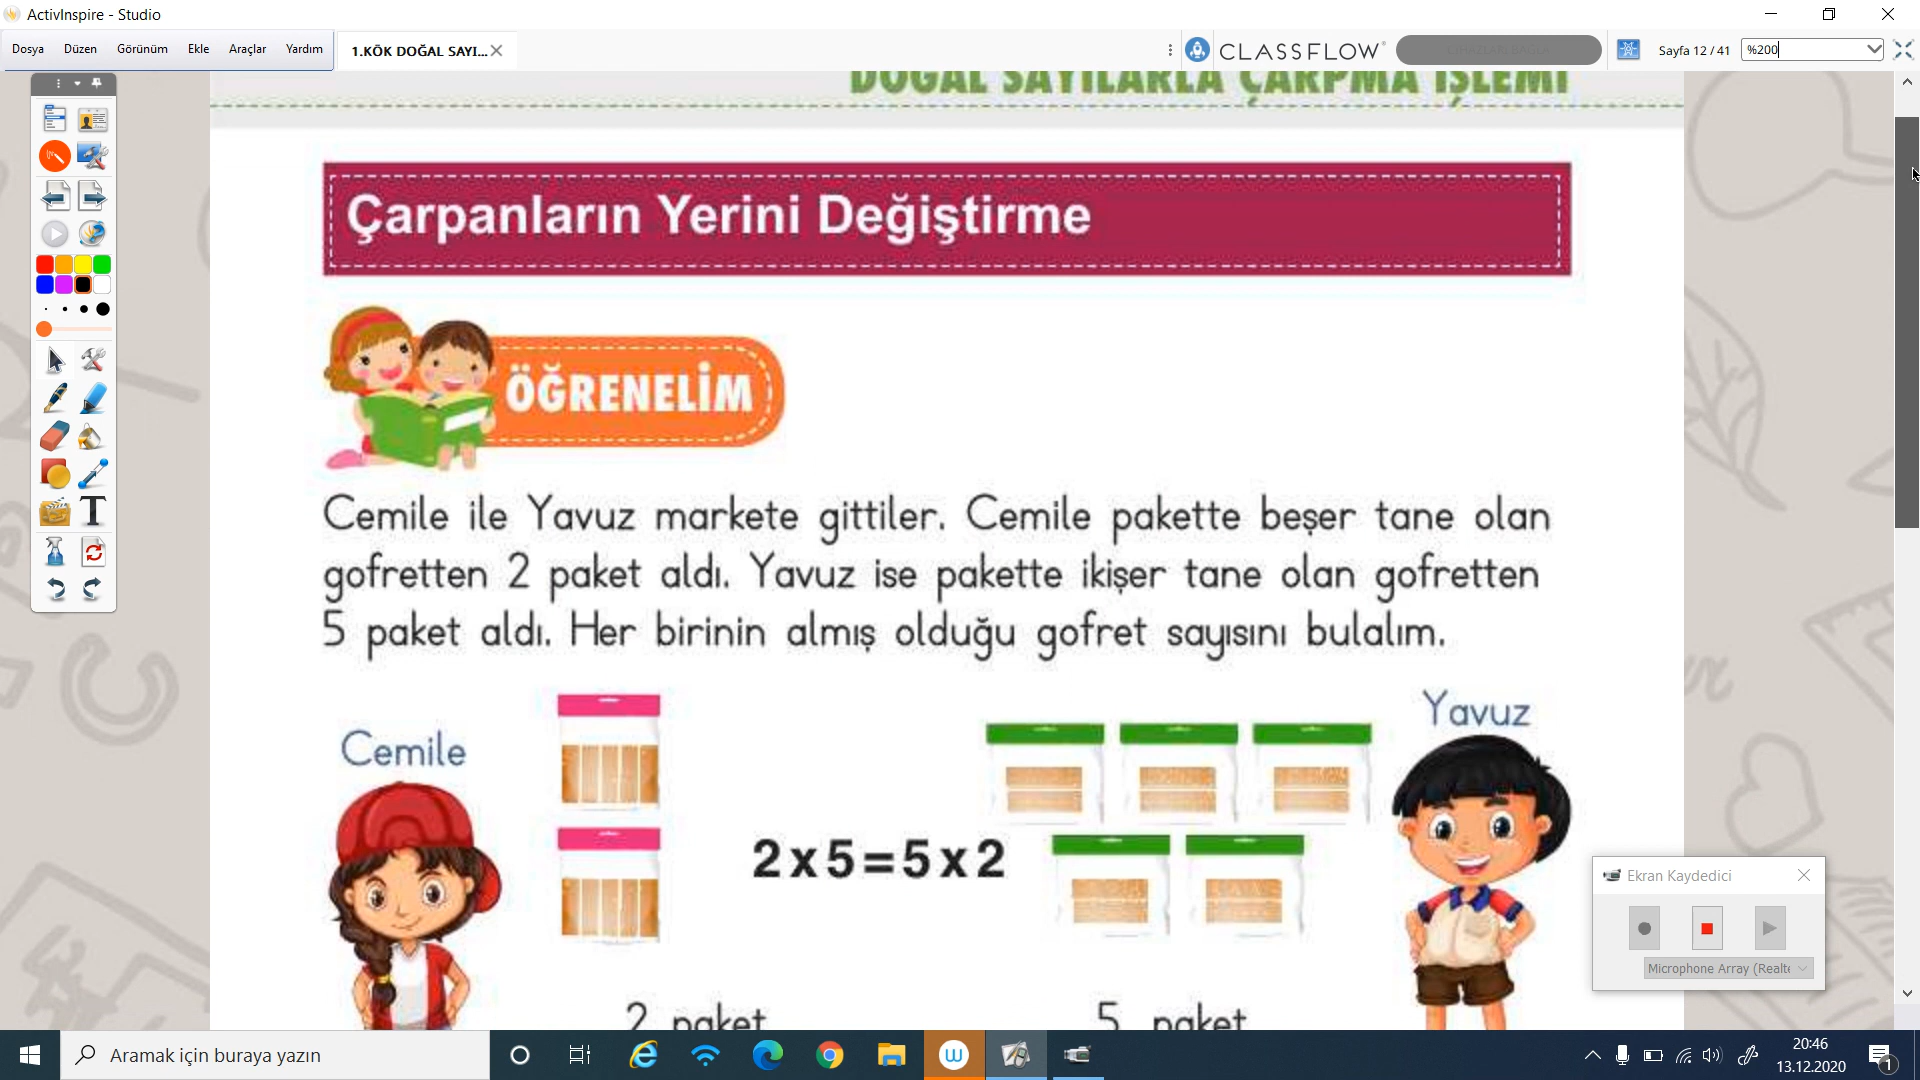 ActivInspire - Studio
Dosya Düzen Görünüm Ekle Araçlar Yardım
1.KÖK DOĞAL SAYI...
CLASSFLOW
Sayfa 12 / 41
%200
DOĞAL SAYILARLA ÇARPMA İŞLEMİ
Çarpanların Yerini Değiştirme
ÖĞRENELİM
Cemile ile Yavuz markete gittiler. Cemile pakette beşer tane olan
gofretten 2 paket aldı. Yavuz ise pakette ikişer tane olan gofretten
5 paket aldı. Her birinin almış olduğu gofret sayısını bulalım.
Cemile
Yavuz
2x5=5x2
2 paket
5 paket
Ekran Kaydedici
Microphone Array (Realte
Aramak için buraya yazın
20:46
13.12.2020
1